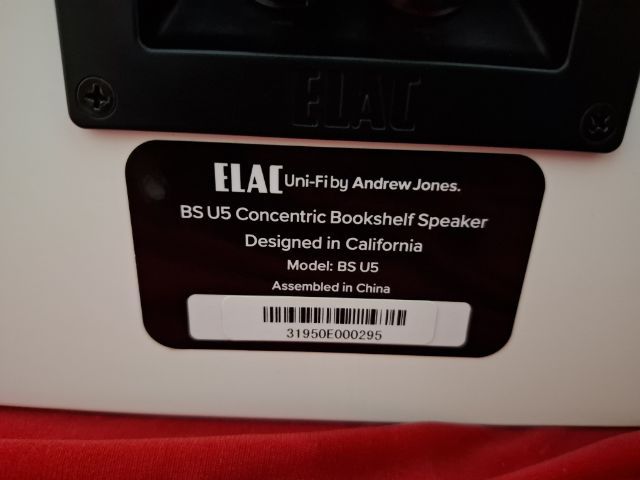 ELAC
ELAC Uni-Fi by Andrew Jones.
BS U5 Concentric Bookshelf Speaker
Designed in California
Model: BS U5
Assembled in China
31950E000295